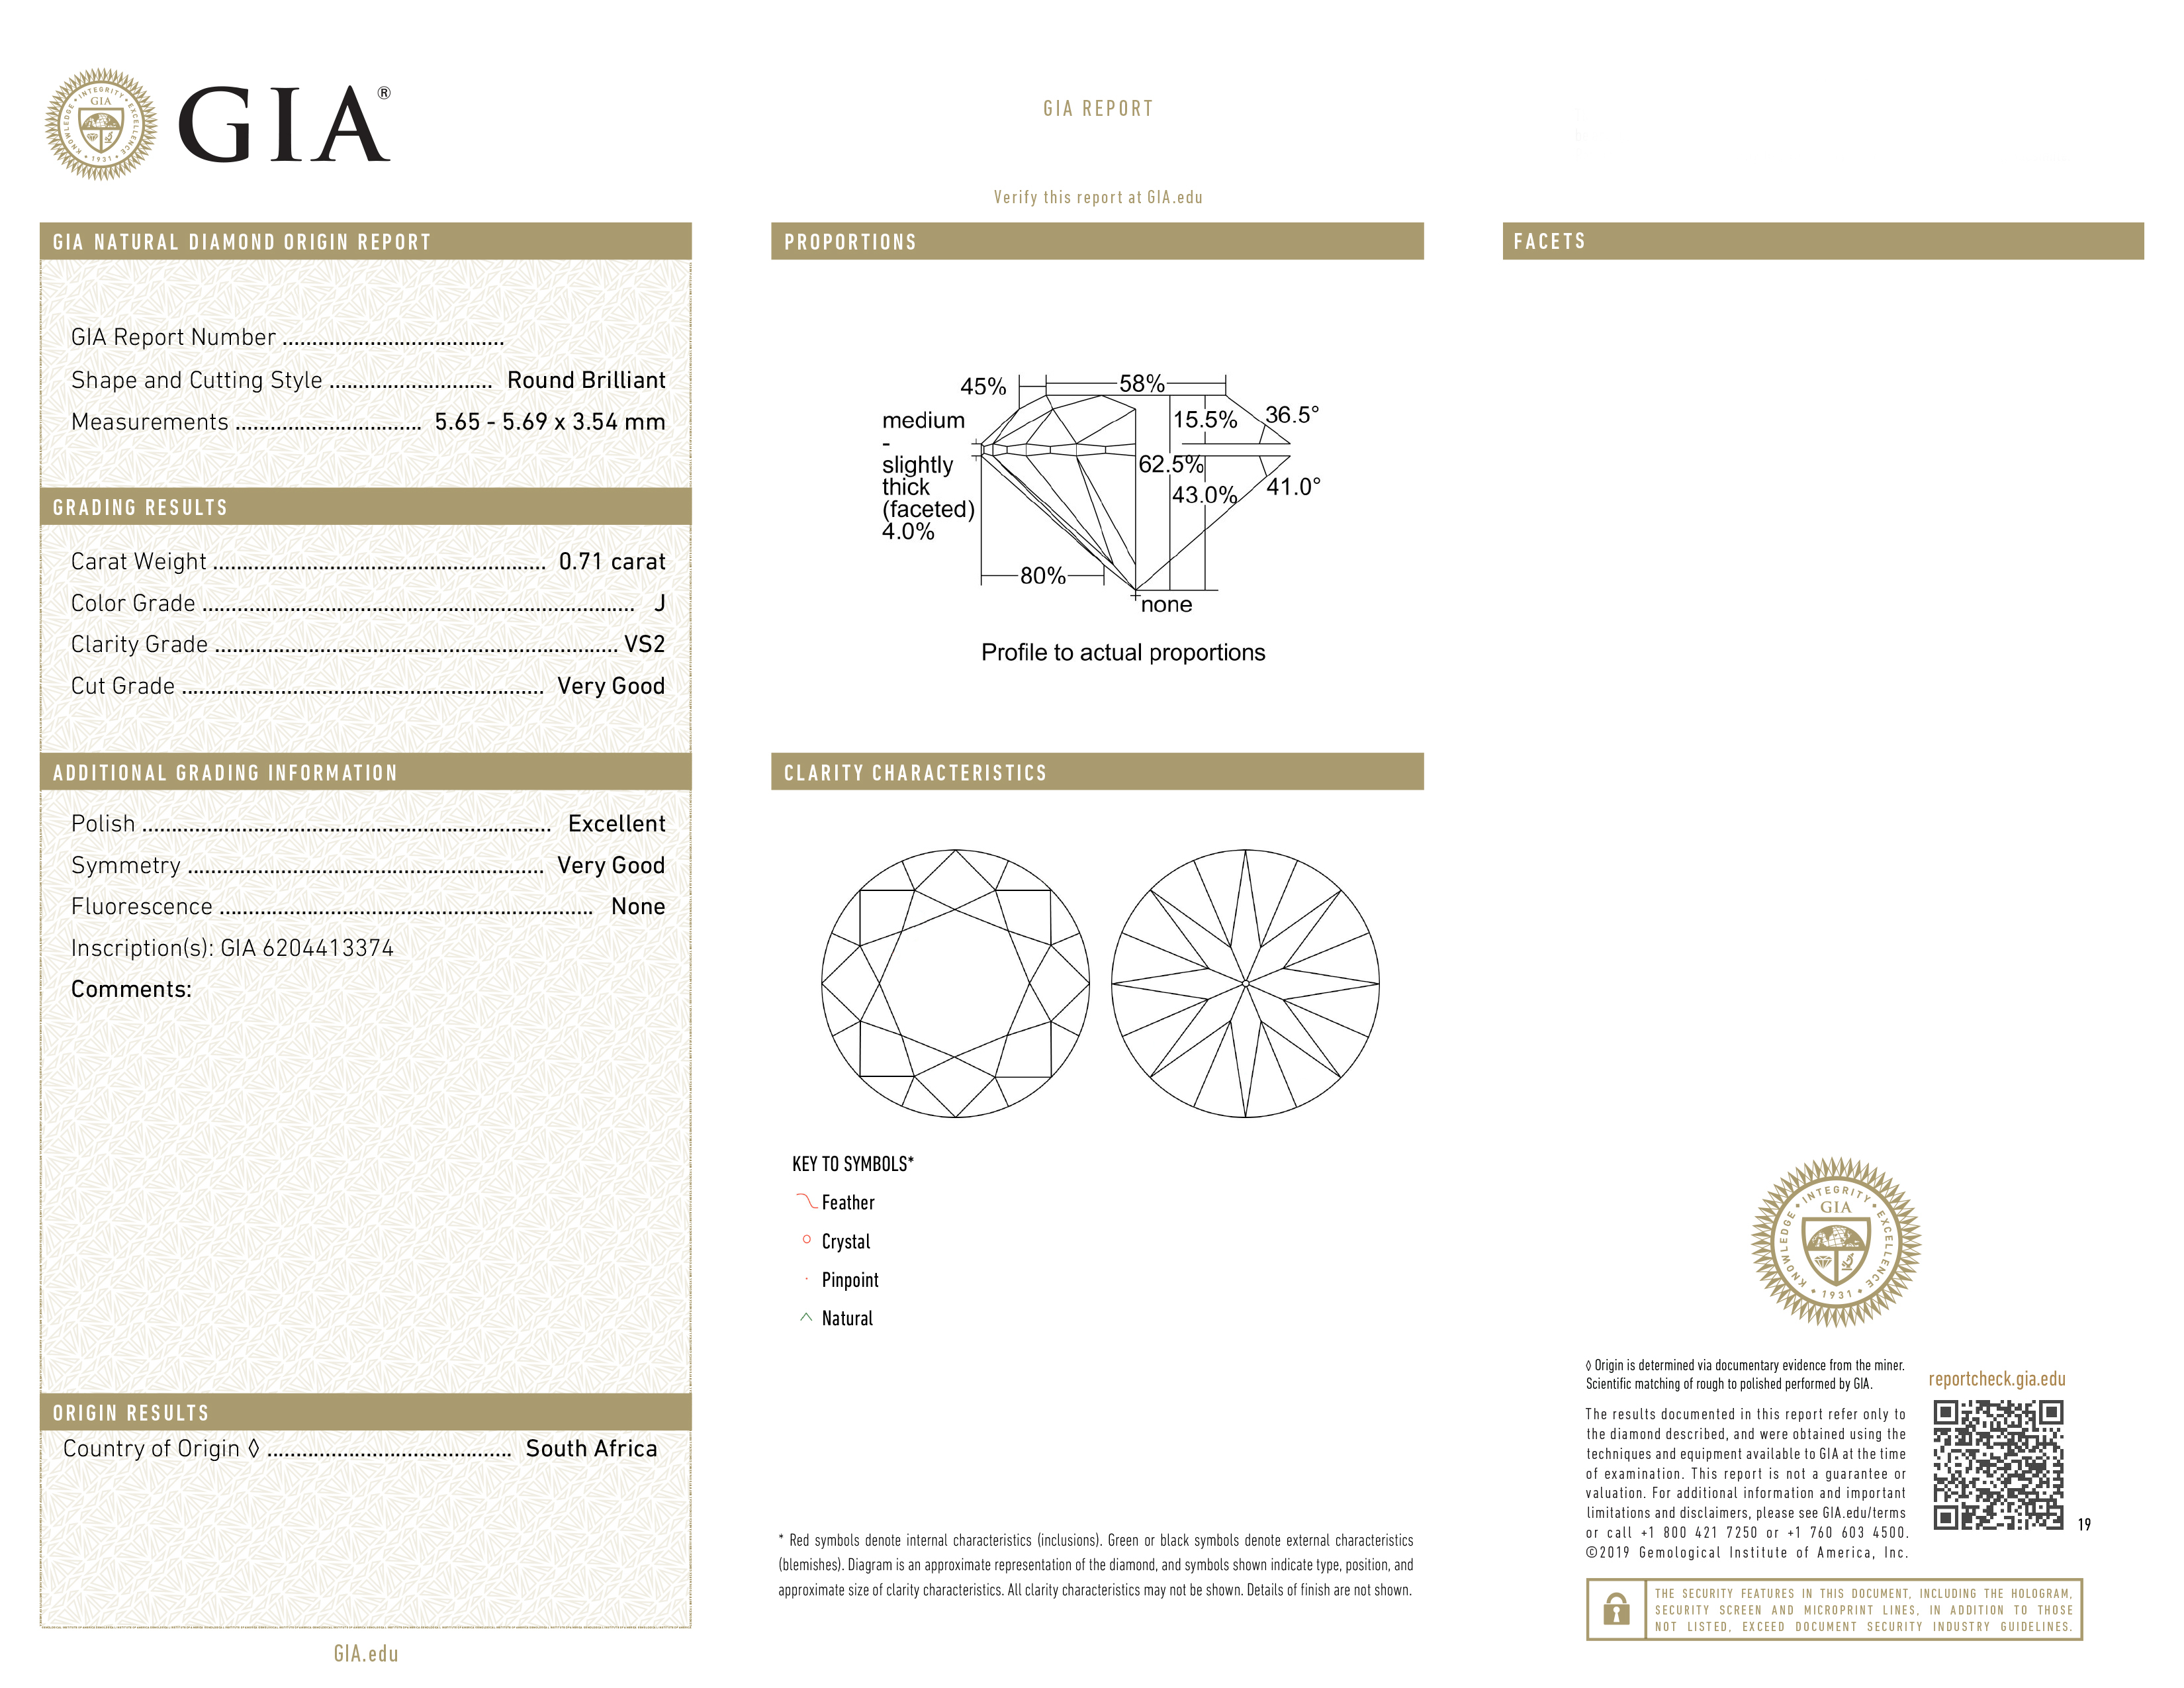 GIA®
KNOWLEDGE • INTEGRITY • EXCELLENCE • 1931 •
GIA
GIA REPORT
Verify this report at GIA.edu
GIA NATURAL DIAMOND ORIGIN REPORT
GIA Report Number ......................................
Shape and Cutting Style ............................ Round Brilliant
Measurements ................................ 5.65 - 5.69 x 3.54 mm
GRADING RESULTS
Carat Weight ......................................................... 0.71 carat
Color Grade .......................................................................... J
Clarity Grade ..................................................................... VS2
Cut Grade .............................................................. Very Good
ADDITIONAL GRADING INFORMATION
Polish ...................................................................... Excellent
Symmetry ............................................................. Very Good
Fluorescence ................................................................ None
Inscription(s): GIA 6204413374
Comments:
ORIGIN RESULTS
Country of Origin ◊ .......................................... South Africa
GIA.edu
PROPORTIONS
45%
58%
medium
-
slightly
thick
(faceted)
4.0%
15.5%
36.5°
62.5%
43.0%
41.0°
80%
none
Profile to actual proportions
CLARITY CHARACTERISTICS
KEY TO SYMBOLS*
Feather
Crystal
Pinpoint
Natural
* Red symbols denote internal characteristics (inclusions). Green or black symbols denote external characteristics
(blemishes). Diagram is an approximate representation of the diamond, and symbols shown indicate type, position, and
approximate size of clarity characteristics. All clarity characteristics may not be shown. Details of finish are not shown.
FACETS
KNOWLEDGE • INTEGRITY • EXCELLENCE • 1931 •
GIA
◊ Origin is determined via documentary evidence from the miner.
Scientific matching of rough to polished performed by GIA.
The results documented in this report refer only to
the diamond described, and were obtained using the
techniques and equipment available to GIA at the time
of examination. This report is not a guarantee or
valuation. For additional information and important
limitations and disclaimers, please see GIA.edu/terms
or call +1 800 421 7250 or +1 760 603 4500.
©2019 Gemological Institute of America, Inc.
reportcheck.gia.edu
19
THE SECURITY FEATURES IN THIS DOCUMENT, INCLUDING THE HOLOGRAM,
SECURITY SCREEN AND MICROPRINT LINES, IN ADDITION TO THOSE
NOT LISTED, EXCEED DOCUMENT SECURITY INDUSTRY GUIDELINES.